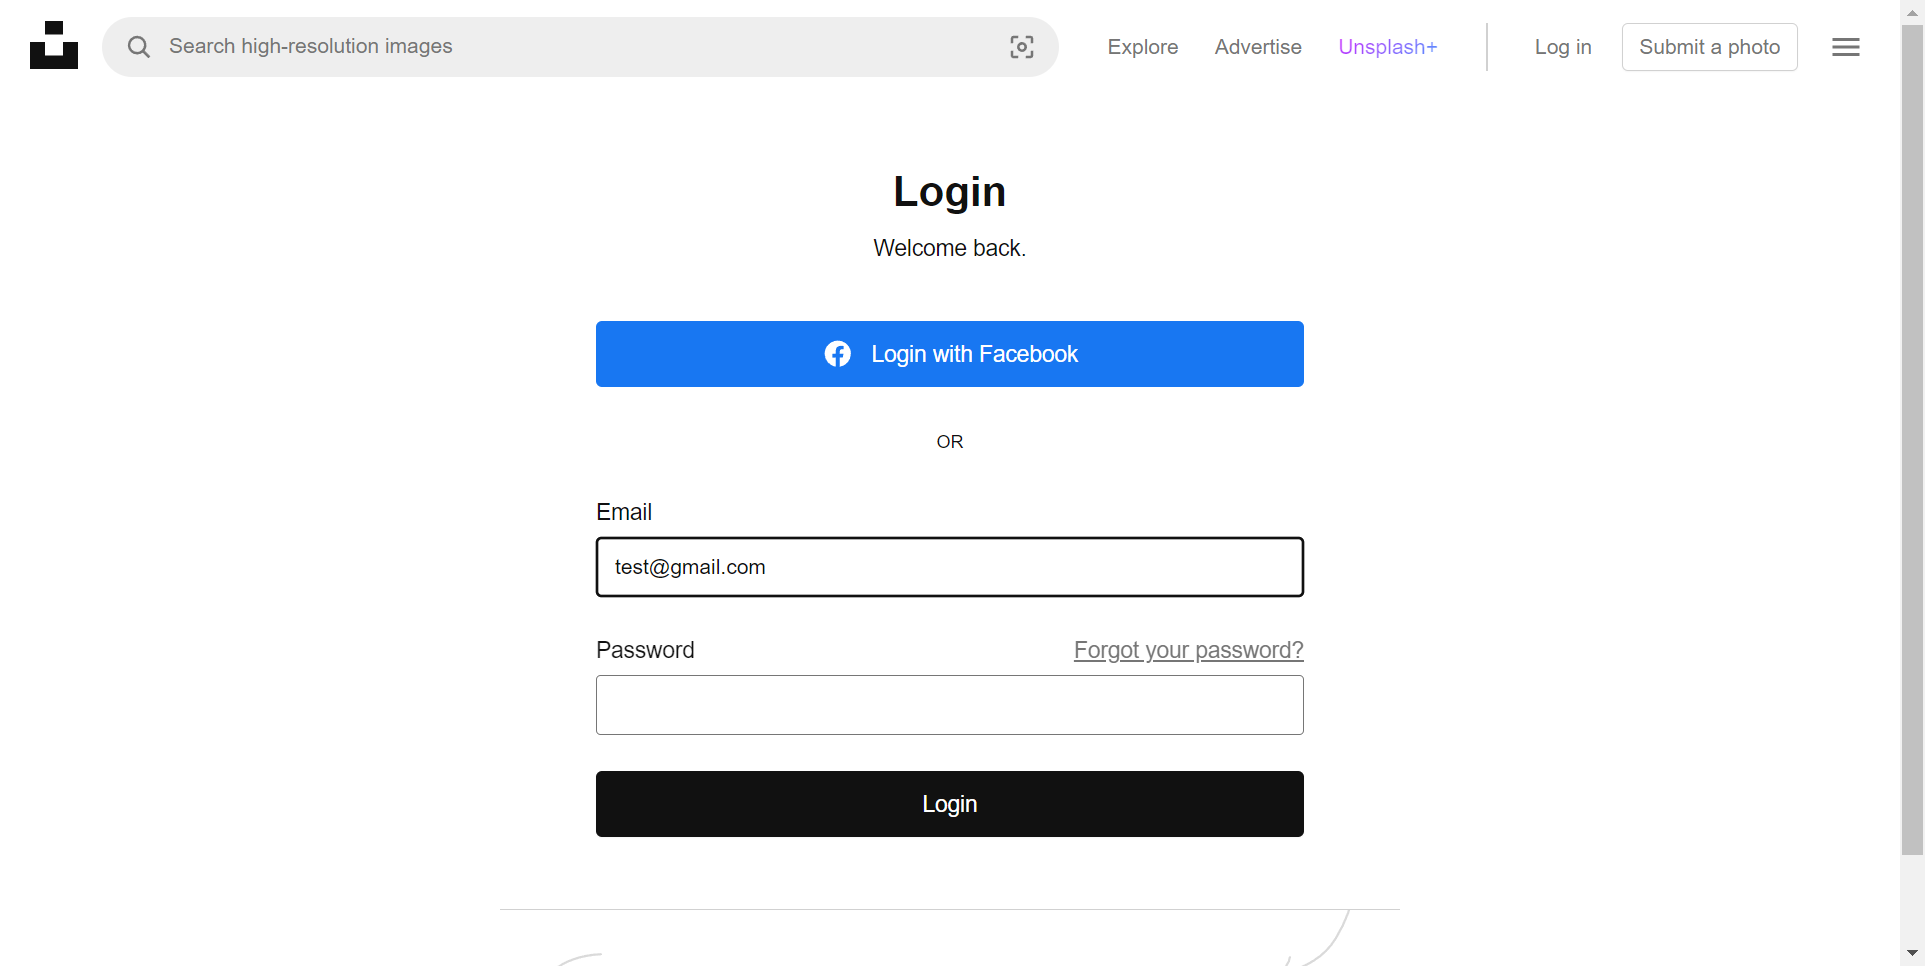 Search high-resolution images
Explore
Advertise
Unsplash+
Log in
Submit a photo
Login
Welcome back.
Login with Facebook
OR
Email
test@gmail.com
Password
Forgot your password?
Login